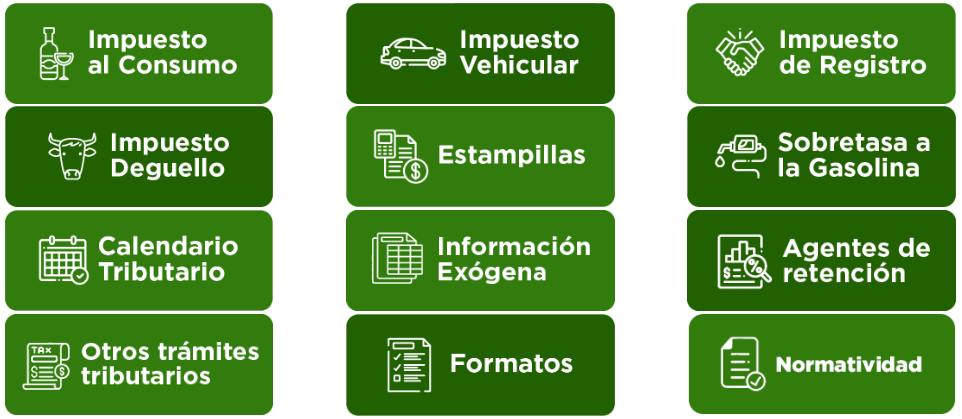 Impuesto
al Consumo
Impuesto
Vehicular
Impuesto
de Registro
Impuesto
Deguello
Estampillas
Sobretasa a
la Gasolina
Calendario
Tributario
Información
Exógena
Agentes de
retención
TAX
Otros trámites
tributarios
Formatos
Normatividad